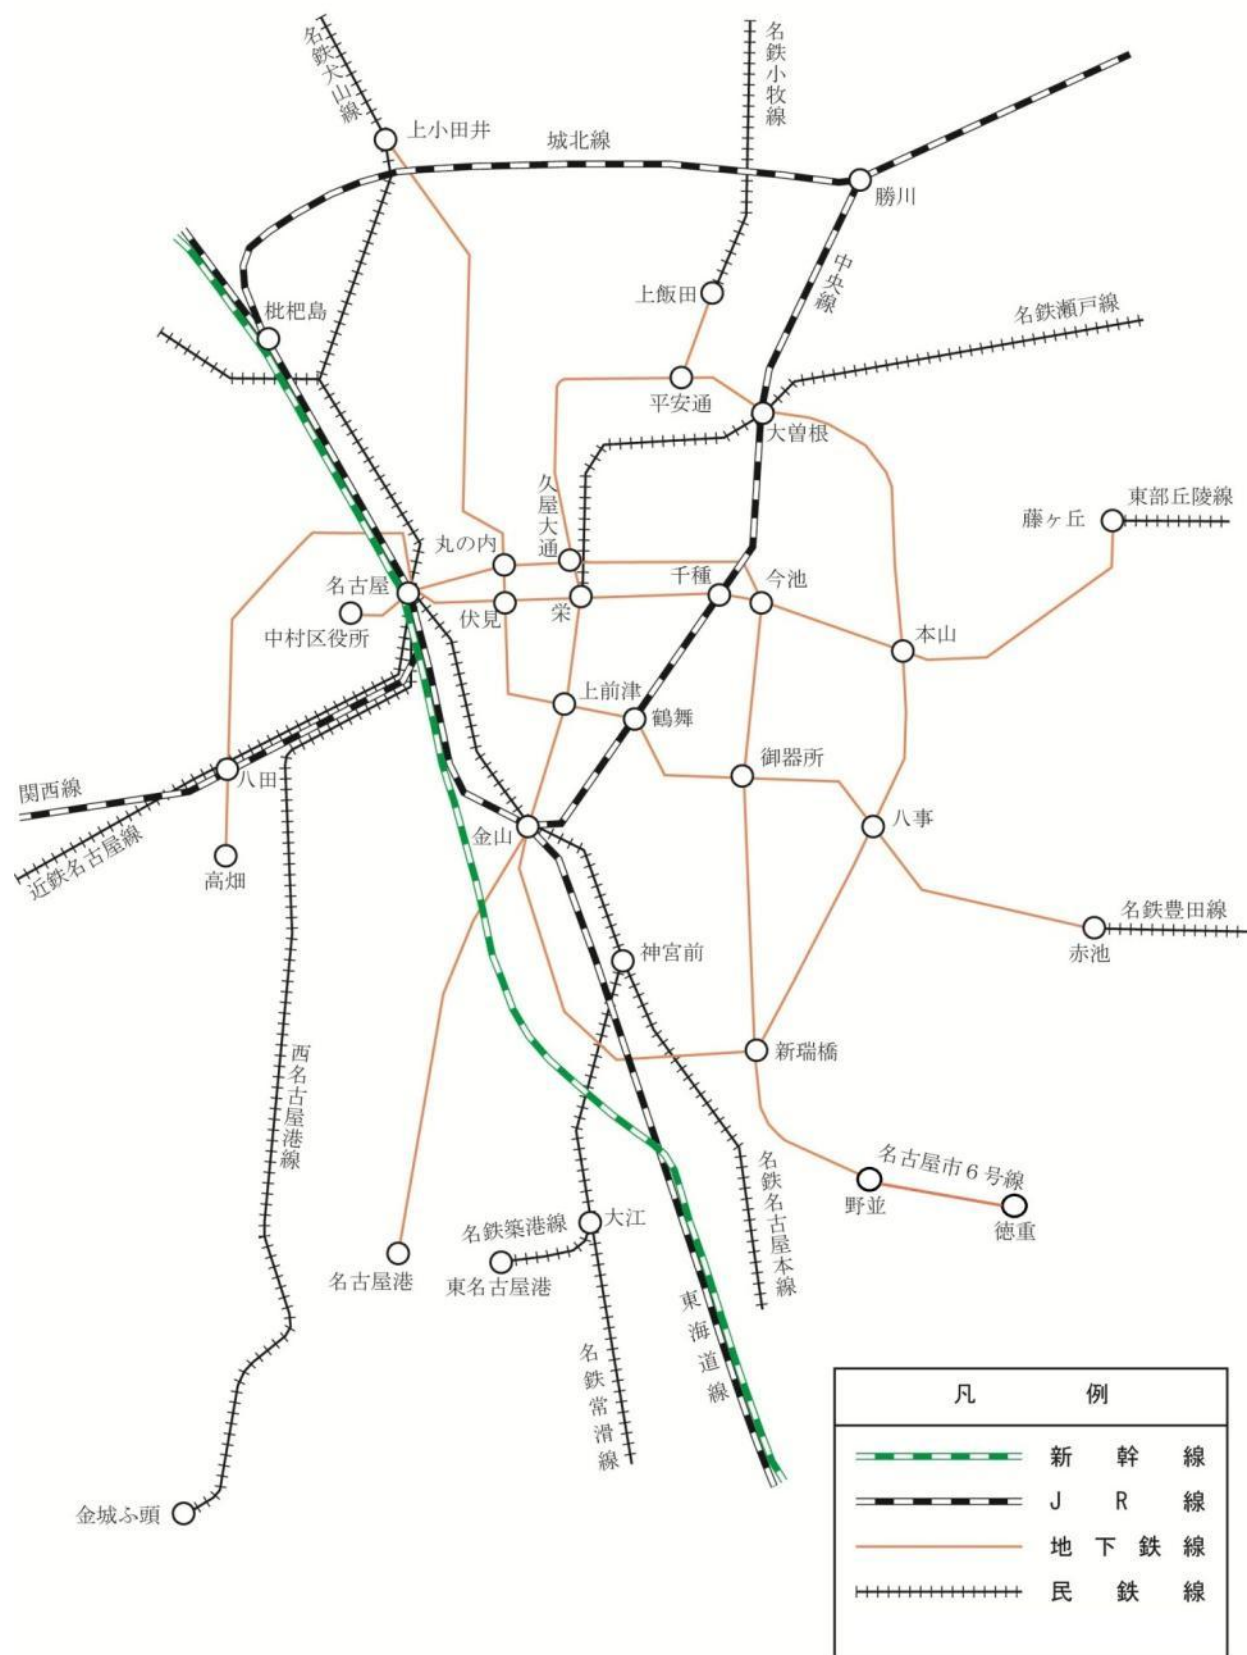 名鉄犬山線
名鉄小牧線
上小田井
城北線
勝川
中央線
上飯田
枇杷島
名鉄瀬戸線
平安通
大曽根
久屋大通
東部丘陵線
藤ヶ丘
丸の内
千種
今池
名古屋
伏見
栄
中村区役所
本山
上前津
鶴舞
御器所
八田
関西線
金山
八事
近鉄名古屋線
高畑
名鉄豊田線
赤池
神宮前
西名古屋港線
新瑞橋
名鉄名古屋本線
名古屋市6号線
野並
徳重
名鉄築港線
大江
名古屋港
東名古屋港
東海道線
名鉄常滑線
金城ふ頭
凡例
新幹線
JR線
地下鉄線
民鉄線